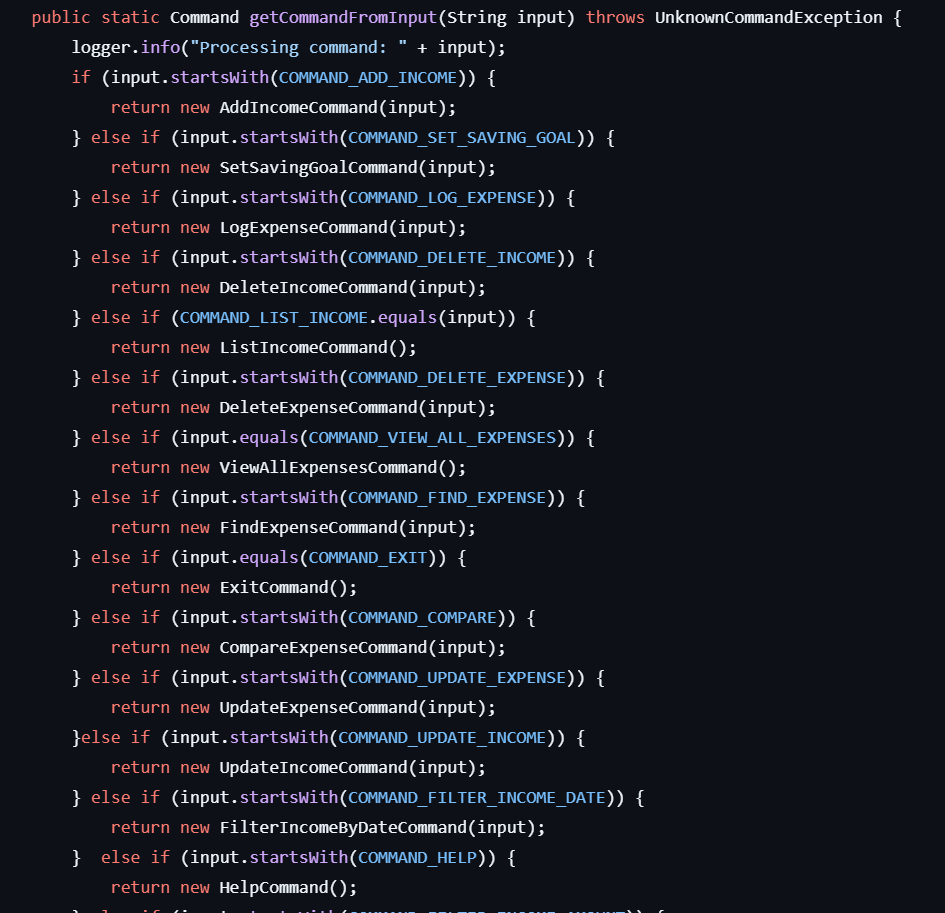 public static Command getCommandFromInput(String input) throws UnknownCommandException {
    logger.info("Processing command: " + input);
    if (input.startsWith(COMMAND_ADD_INCOME)) {
        return new AddIncomeCommand(input);
    } else if (input.startsWith(COMMAND_SET_SAVING_GOAL)) {
        return new SetSavingGoalCommand(input);
    } else if (input.startsWith(COMMAND_LOG_EXPENSE)) {
        return new LogExpenseCommand(input);
    } else if (input.startsWith(COMMAND_DELETE_INCOME)) {
        return new DeleteIncomeCommand(input);
    } else if (COMMAND_LIST_INCOME.equals(input)) {
        return new ListIncomeCommand();
    } else if (input.startsWith(COMMAND_DELETE_EXPENSE)) {
        return new DeleteExpenseCommand(input);
    } else if (input.equals(COMMAND_VIEW_ALL_EXPENSES)) {
        return new ViewAllExpensesCommand();
    } else if (input.startsWith(COMMAND_FIND_EXPENSE)) {
        return new FindExpenseCommand(input);
    } else if (input.equals(COMMAND_EXIT)) {
        return new ExitCommand();
    } else if (input.startsWith(COMMAND_COMPARE)) {
        return new CompareExpenseCommand(input);
    } else if (input.startsWith(COMMAND_UPDATE_EXPENSE)) {
        return new UpdateExpenseCommand(input);
    }else if (input.startsWith(COMMAND_UPDATE_INCOME)) {
        return new UpdateIncomeCommand(input);
    } else if (input.startsWith(COMMAND_FILTER_INCOME_DATE)) {
        return new FilterIncomeByDateCommand(input);
    }  else if (input.startsWith(COMMAND_HELP)) {
        return new HelpCommand();